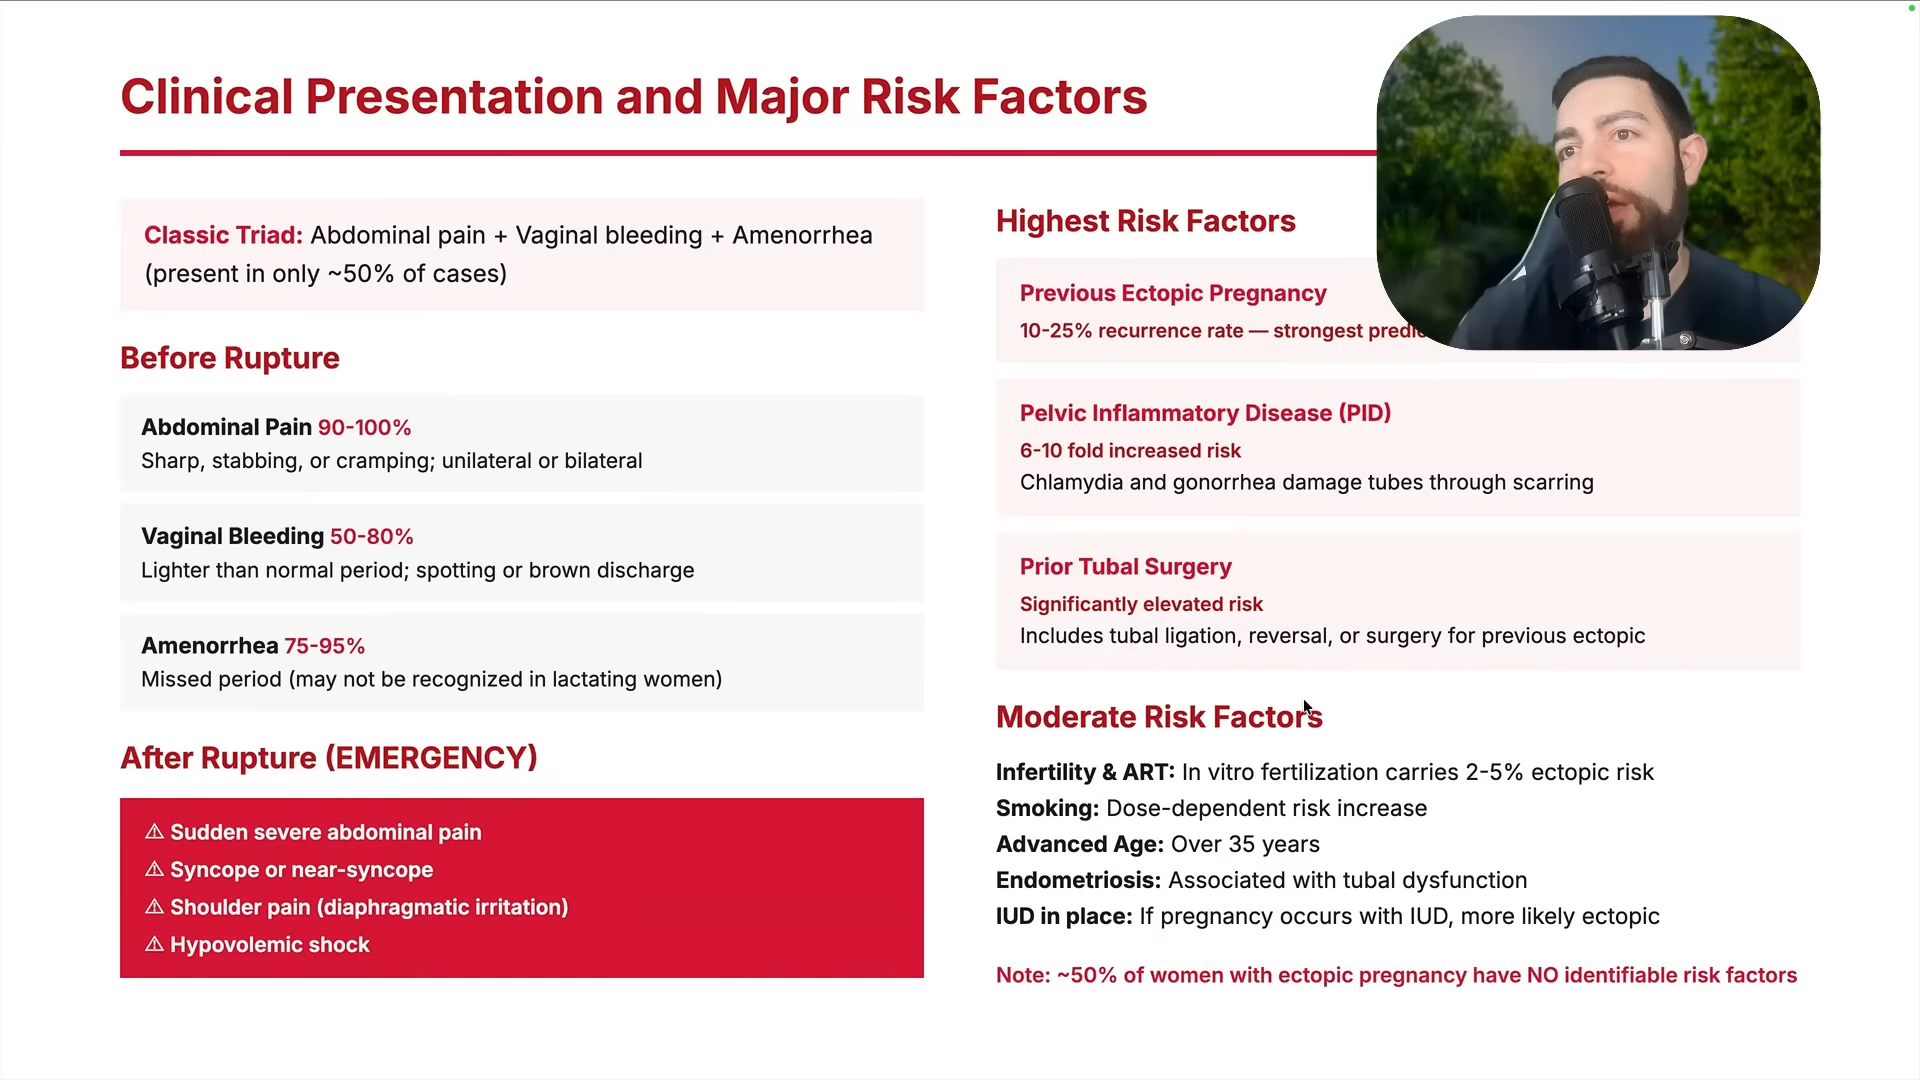 Clinical Presentation and Major Risk Factors
Classic Triad: Abdominal pain + Vaginal bleeding + Amenorrhea
(present in only ~50% of cases)
Before Rupture
Abdominal Pain 90-100%
Sharp, stabbing, or cramping; unilateral or bilateral
Vaginal Bleeding 50-80%
Lighter than normal period; spotting or brown discharge
Amenorrhea 75-95%
Missed period (may not be recognized in lactating women)
After Rupture (EMERGENCY)
⚠ Sudden severe abdominal pain
⚠ Syncope or near-syncope
⚠ Shoulder pain (diaphragmatic irritation)
⚠ Hypovolemic shock
Highest Risk Factors
Previous Ectopic Pregnancy
10-25% recurrence rate — strongest
Pelvic Inflammatory Disease (PID)
6-10 fold increased risk
Chlamydia and gonorrhea damage tubes through scarring
Prior Tubal Surgery
Significantly elevated risk
Includes tubal ligation, reversal, or surgery for previous ectopic
Moderate Risk Factors
Infertility & ART: In vitro fertilization carries 2-5% ectopic risk
Smoking: Dose-dependent risk increase
Advanced Age: Over 35 years
Endometriosis: Associated with tubal dysfunction
IUD in place: If pregnancy occurs with IUD, more likely ectopic
Note: ~50% of women with ectopic pregnancy have NO identifiable risk factors